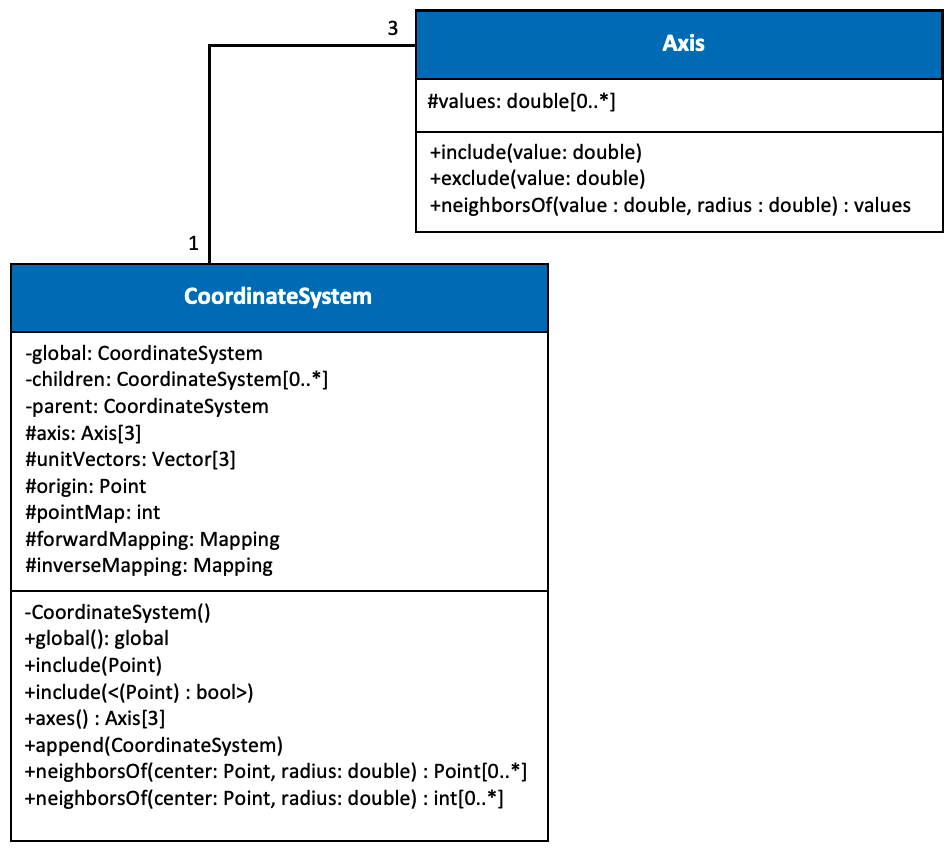 3
Axis
#values: double[0..*]
+include(value: double)
+exclude(value: double)
+neighborsOf(value : double, radius : double) : values
1
CoordinateSystem
-global: CoordinateSystem
-children: CoordinateSystem[0..*]
-parent: CoordinateSystem
#axis: Axis[3]
#unitVectors: Vector[3]
#origin: Point
#pointMap: int
#forwardMapping: Mapping
#inverseMapping: Mapping
-CoordinateSystem()
+global(): global
+include(Point)
+include(<(Point) : bool>)
+axes() : Axis[3]
+append(CoordinateSystem)
+neighborsOf(center: Point, radius: double) : Point[0..*]
+neighborsOf(center: Point, radius: double) : int[0..*]